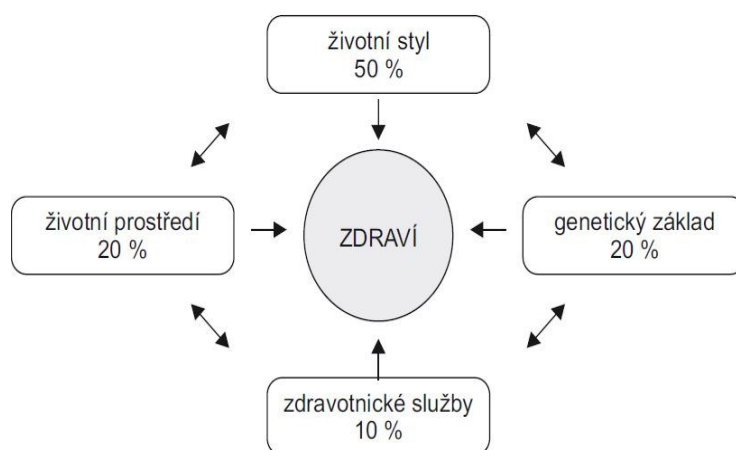 životní styl
50 %
životní prostředí
20 %
ZDRAVÍ
genetický základ
20 %
zdravotnické služby
10 %